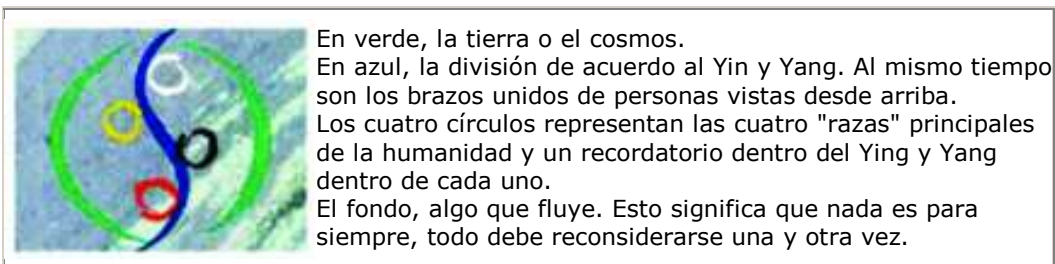 En verde, la tierra o el cosmos.
En azul, la división de acuerdo al Yin y Yang. Al mismo tiempo
son los brazos unidos de personas vistas desde arriba.
Los cuatro círculos representan las cuatro "razas" principales
de la humanidad y un recordatorio dentro del Ying y Yang
dentro de cada uno.
El fondo, algo que fluye. Esto significa que nada es para
siempre, todo debe reconsiderarse una y otra vez.